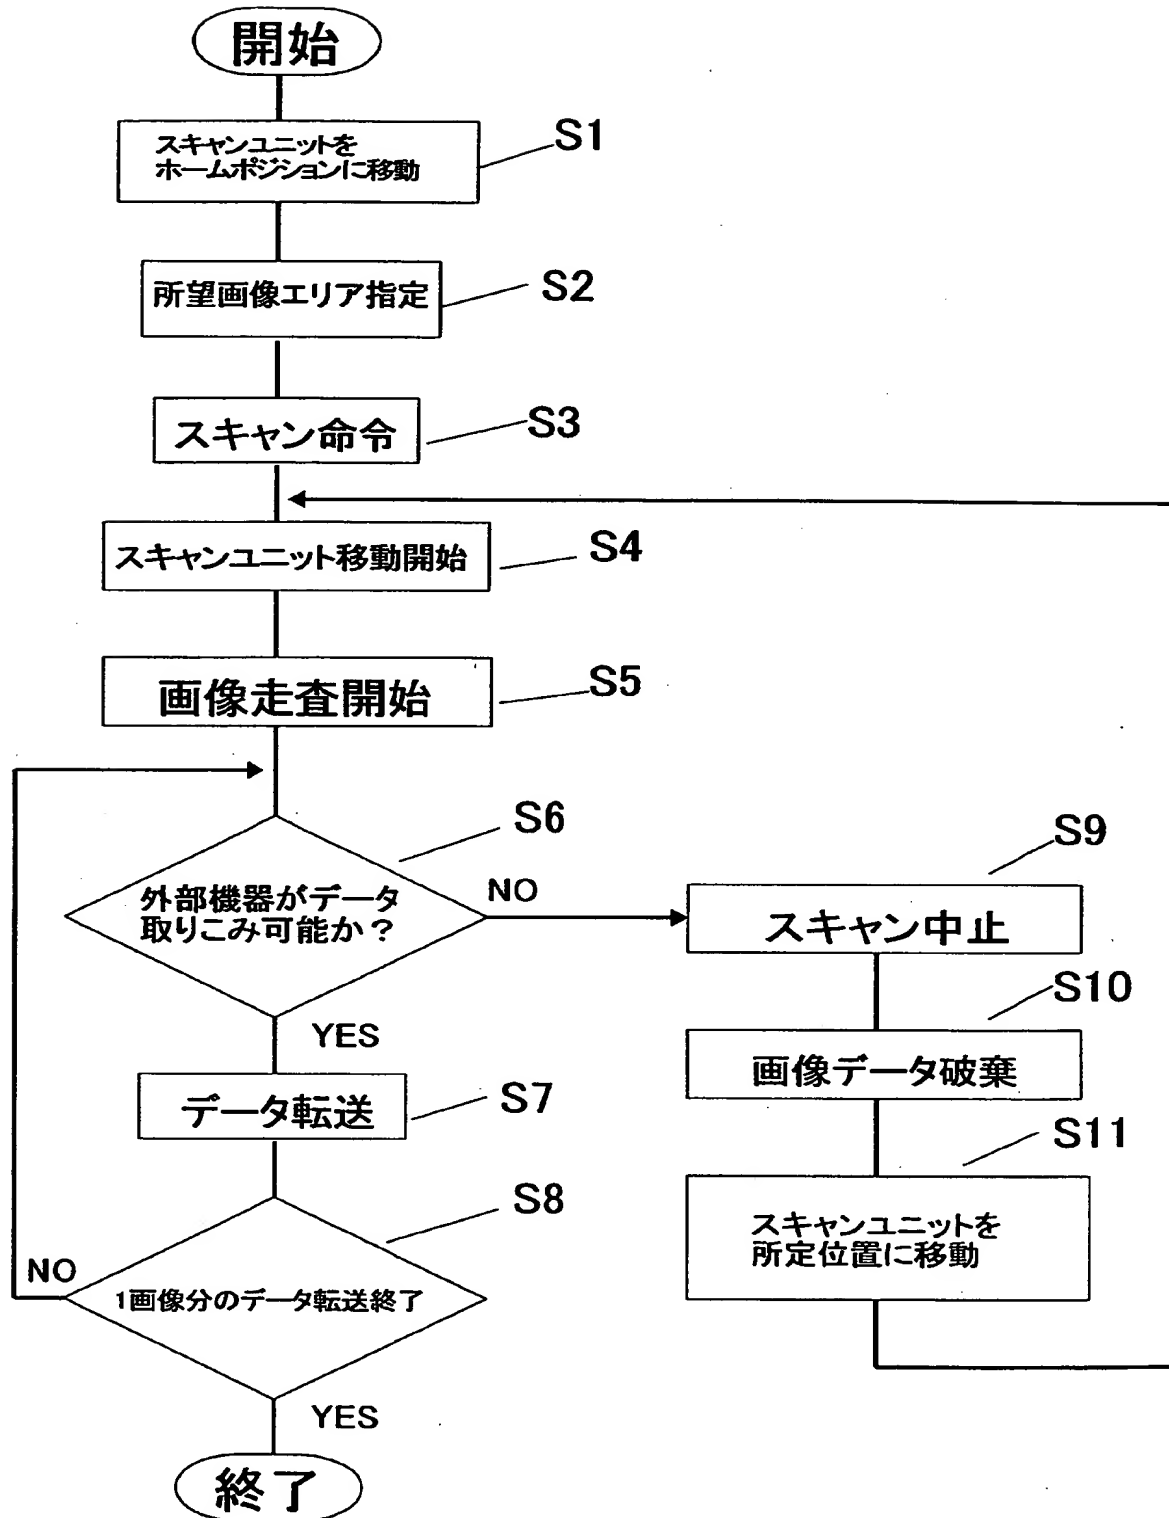 開始
スキャンユニットを
ホームポジションに移動
S1
所望画像エリア指定
S2
スキャン命令
S3
スキャンユニット移動開始
S4
画像走査開始
S5
外部機器がデータ
取りこみ可能か？
S6
NO
YES
データ転送
S7
1画像分のデータ転送終了
S8
NO
YES
終了
スキャン中止
S9
画像データ破棄
S10
スキャンユニットを
所定位置に移動
S11